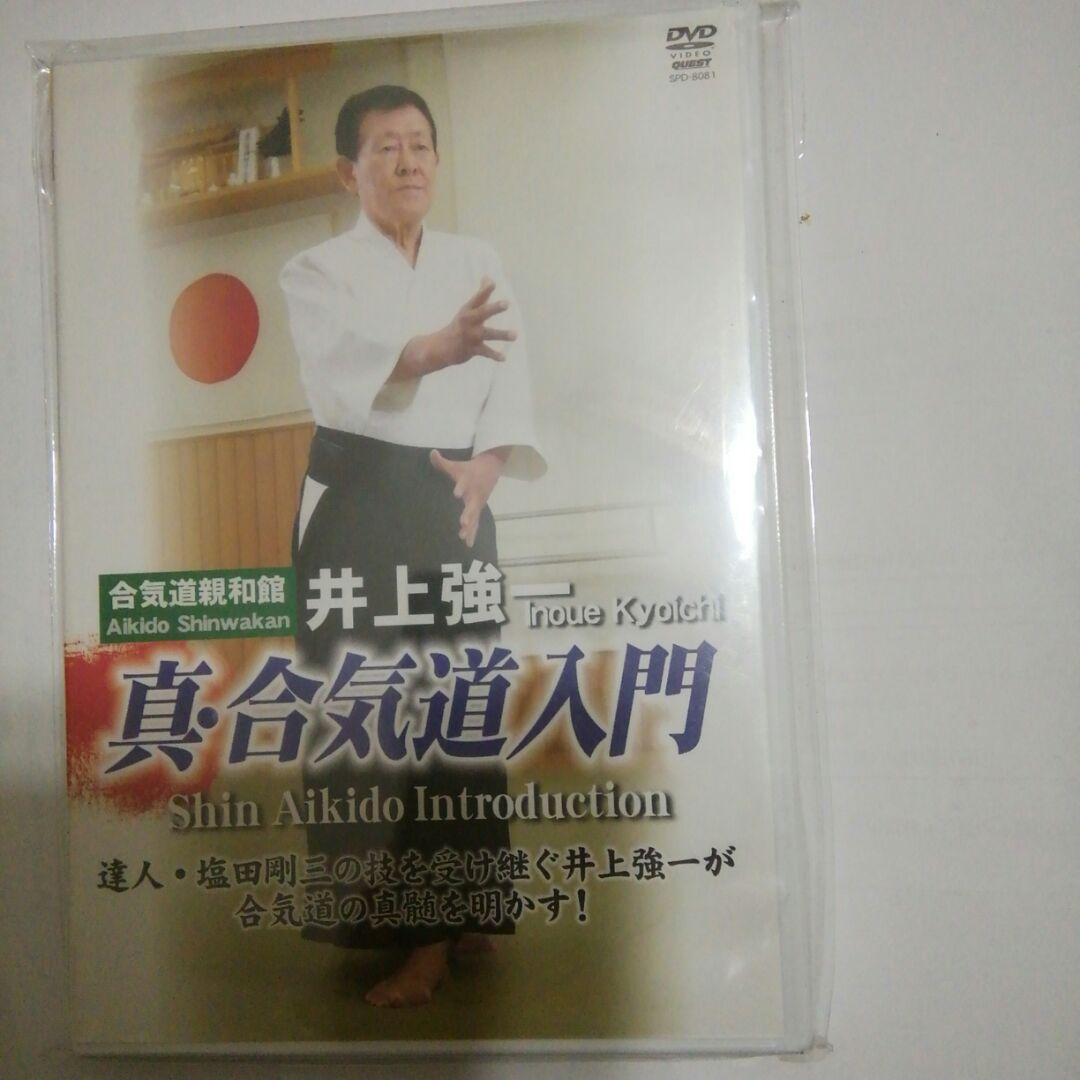 DVD
VIDEO
QUEST
SPD-8081
合気道親和館
Aikido Shinwakan
井上強一
Inoue Kyoichi
真・合気道入門
Shin Aikido Introduction
達人・塩田剛三の技を受け継ぐ井上強一が
合気道の真髄を明かす!